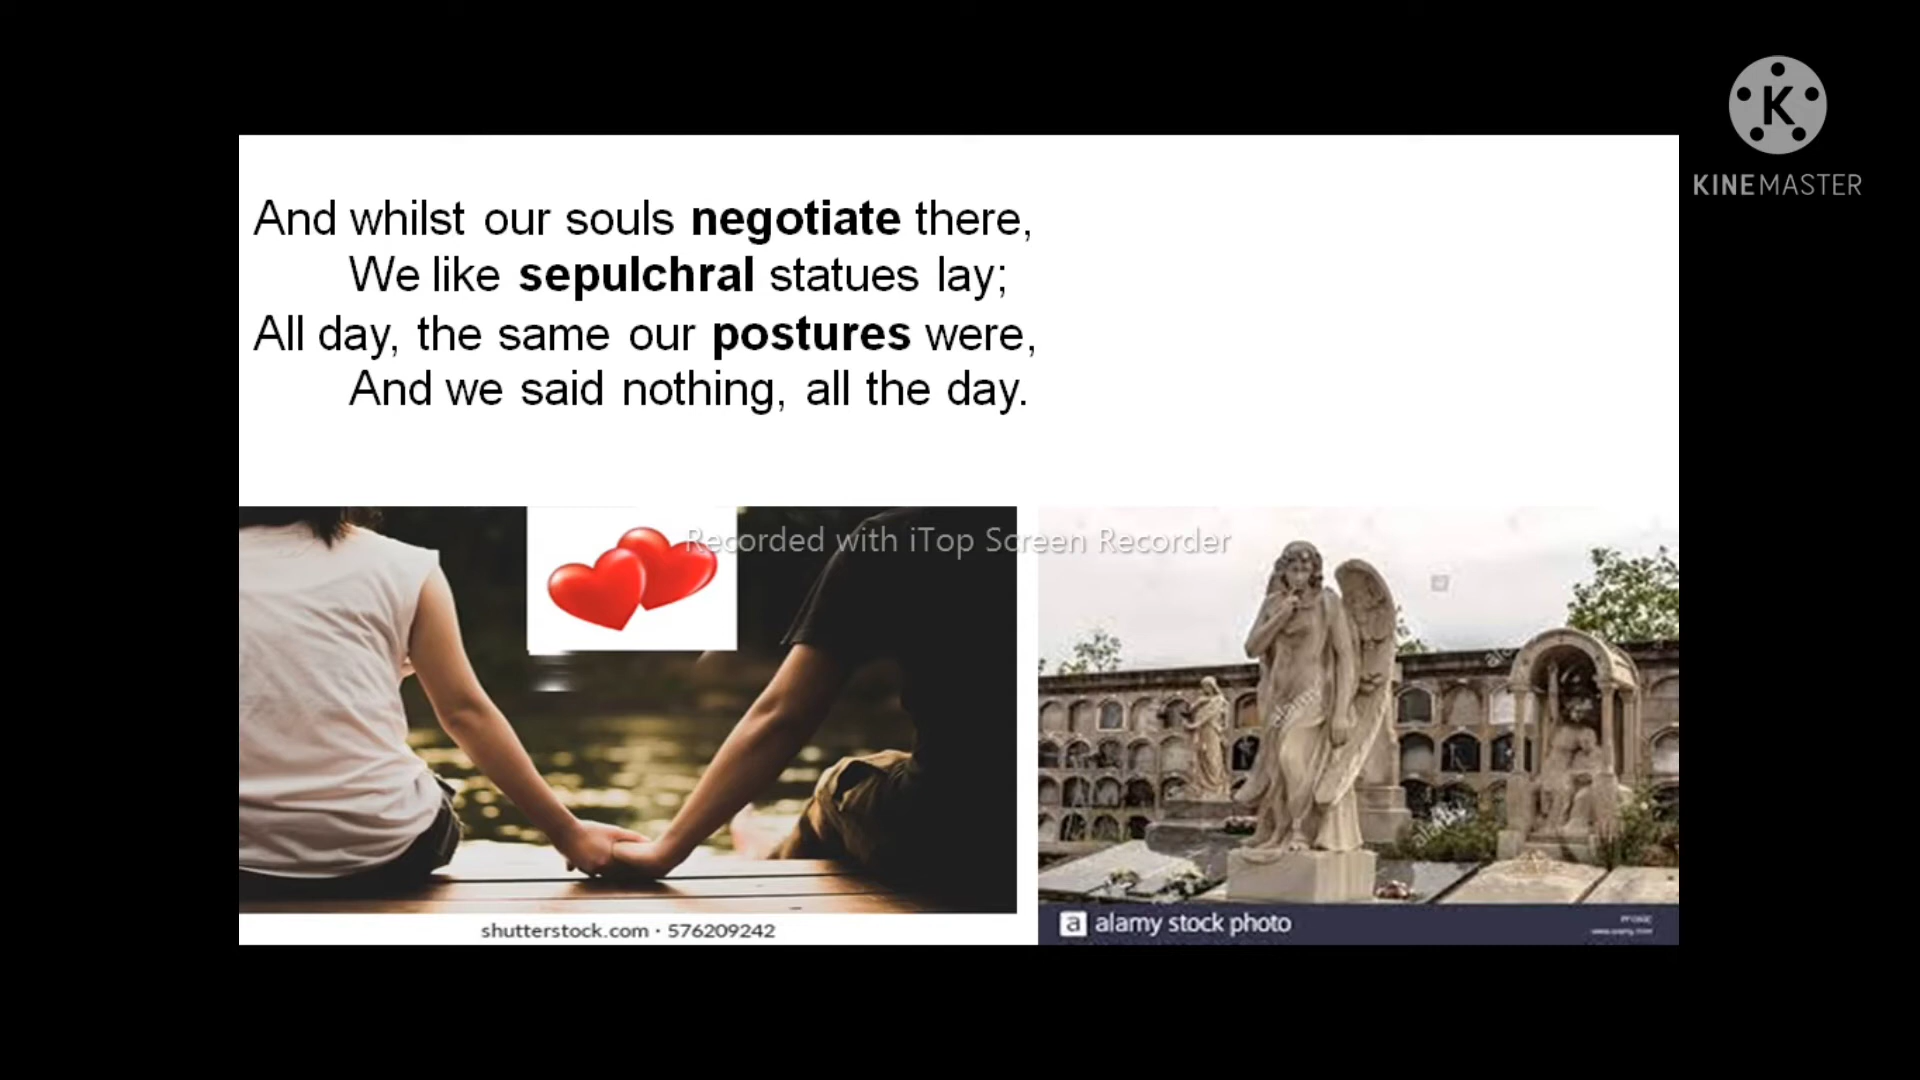 K
KINEMASTER
And whilst our souls negotiate there,
We like sepulchral statues lay;
All day, the same our postures were,
And we said nothing, all the day.
Recorded with iTop Screen Recorder
alamy
shutterstock.com · 576209242
a alamy stock photo